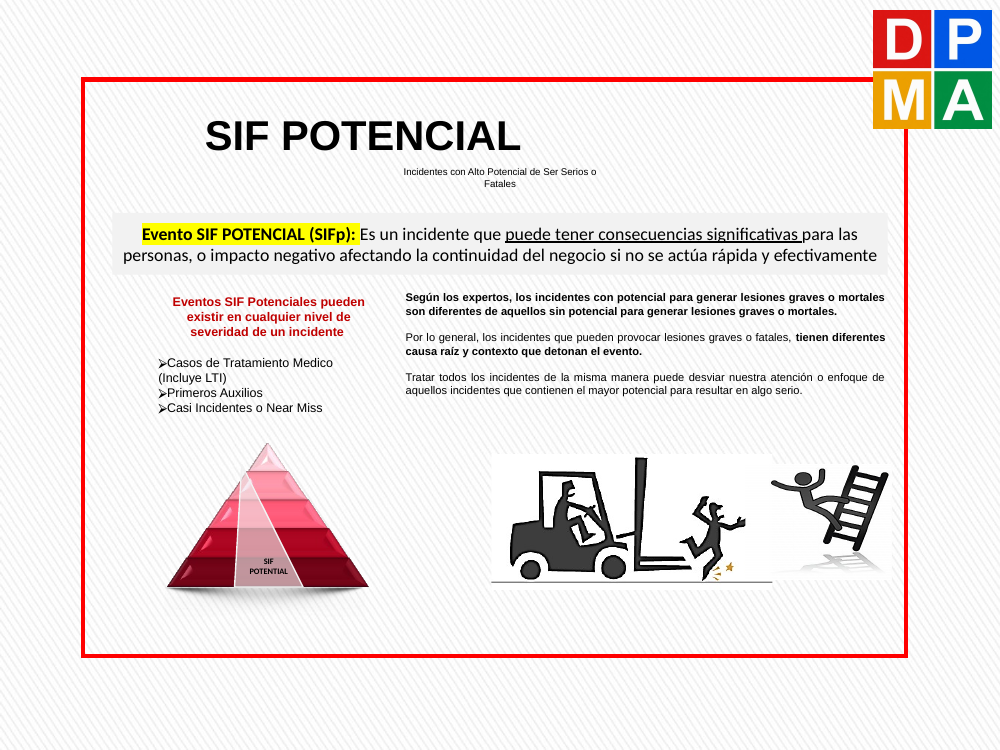 D P
M A
SIF POTENCIAL
Incidentes con Alto Potencial de Ser Serios o
Fatales
Evento SIF POTENCIAL (SIFp): Es un incidente que puede tener consecuencias significativas para las
personas, o impacto negativo afectando la continuidad del negocio si no se actúa rápida y efectivamente
Eventos SIF Potenciales pueden
existir en cualquier nivel de
severidad de un incidente
➢Casos de Tratamiento Medico
(Incluye LTI)
➢Primeros Auxilios
➢Casi Incidentes o Near Miss
Según los expertos, los incidentes con potencial para generar lesiones graves o mortales
son diferentes de aquellos sin potencial para generar lesiones graves o mortales.
Por lo general, los incidentes que pueden provocar lesiones graves o fatales, tienen diferentes
causa raíz y contexto que detonan el evento.
Tratar todos los incidentes de la misma manera puede desviar nuestra atención o enfoque de
aquellos incidentes que contienen el mayor potencial para resultar en algo serio.
SIF
POTENTIAL